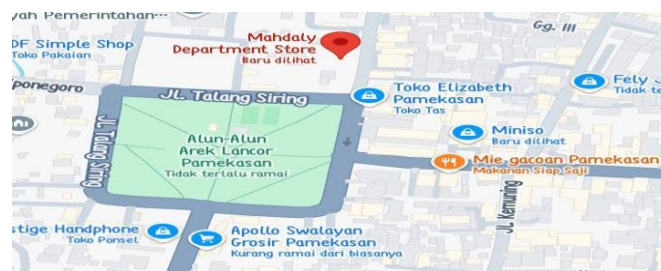 yah Pemerintahan...
Gg. III
Mahdaly
Department Store
Baru dilihat
DF Simple Shop
Toko Pakaian
ponegoro
JL Talang Siring
Toko Elizabeth
Pamekasan
Toko Tas
Fely J
Tidak te
JL Talang Siring
Alun-Alun
Arek Lancor
Pamekasan
Tidak terlalu ramai
Miniso
Baru dilihat
Mie gacoan Pamekasan
Makanan Siap Saji
JL Kemuning
stige Handphone
Toko Ponsel
Apollo Swalayan
Grosir Pamekasan
Kurang ramai dari biasanya